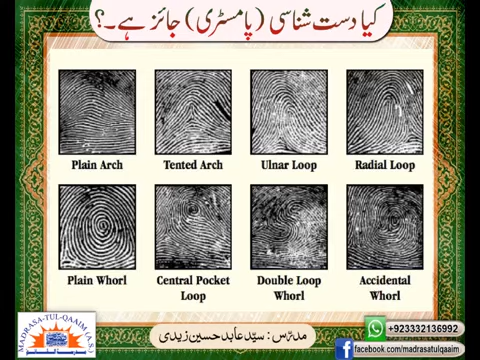 کیا دست شناسی (پامسٹری) جائز ہے۔؟
Plain Arch
Tented Arch
Ulnar Loop
Radial Loop
Plain Whorl
Central Pocket
Loop
Double Loop
Whorl
Accidental
Whorl
MADRASA-TUL-QAAIM (A.S.)
مدرّس : سیّد عابد حسین زیدی
+923332136992
facebook.com/madrasatulqaaim